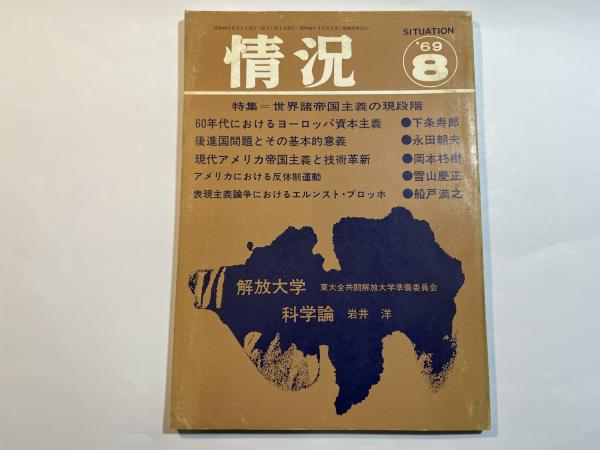 SITUATION
情況
'69
8
特集=世界諸帝国主義の現段階
60年代におけるヨーロッパ資本主義 ●下条寿郎
後進国問題とその基本的意義 ●永田朝夫
現代アメリカ帝国主義と技術革新 ●岡本柊樹
アメリカにおける反体制運動 ●雪山慶正
表現主義論争におけるエルンスト・ブロッホ ●船戸満之
解放大学 東大全共闘解放大学準備委員会
科学論 岩井 洋